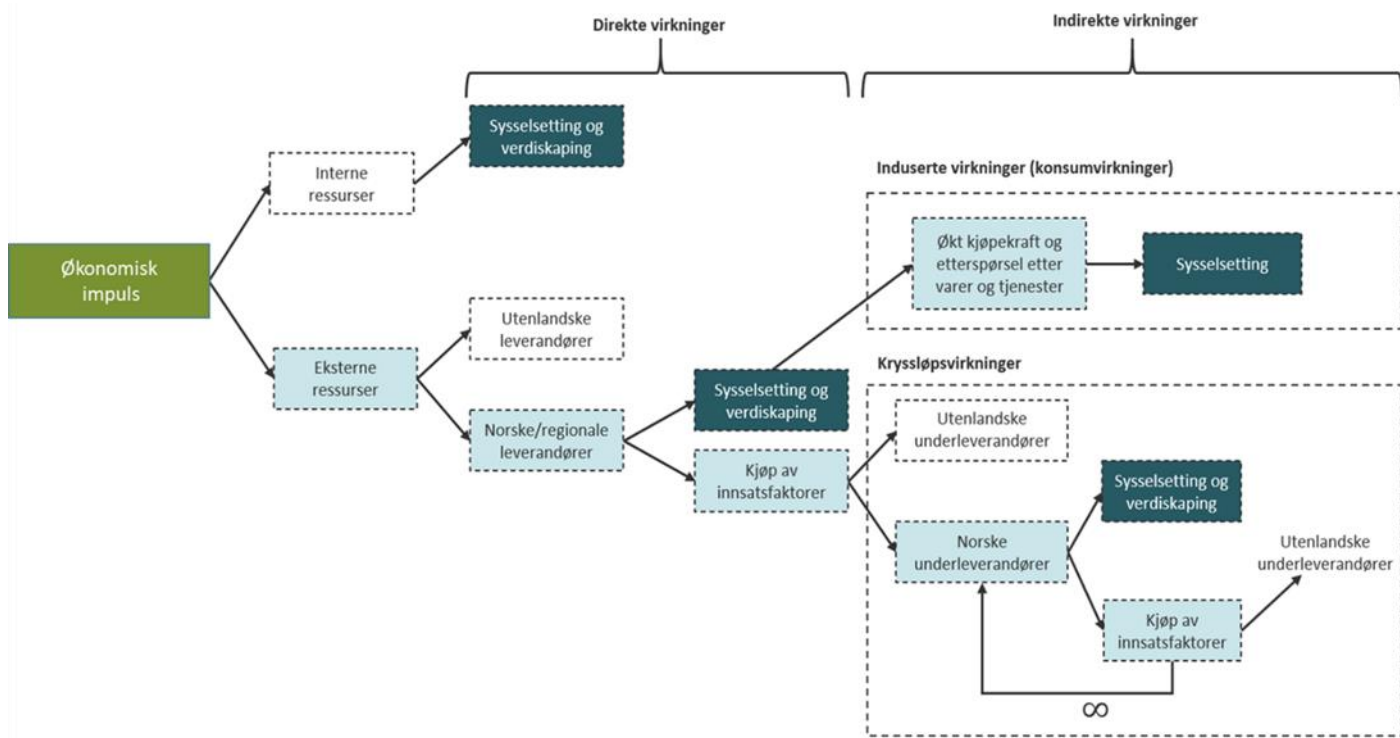 Direkte virkninger
Indirekte virkninger
Sysselsetting og
verdiskaping
Interne
ressurser
Induserte virkninger (konsumvirkninger)
Økt kjøpekraft og
etterspørsel etter
varer og tjenester
Sysselsetting
Økonomisk
impuls
Utenlandske
leverandører
Eksterne
ressurser
Kryssløpsvirkninger
Sysselsetting og
verdiskaping
Norske/regionale
leverandører
Utenlandske
underleverandører
Kjøp av
innsatsfaktorer
Sysselsetting og
verdiskaping
Norske
underleverandører
Utenlandske
underleverandører
Kjøp av
innsatsfaktorer
∞